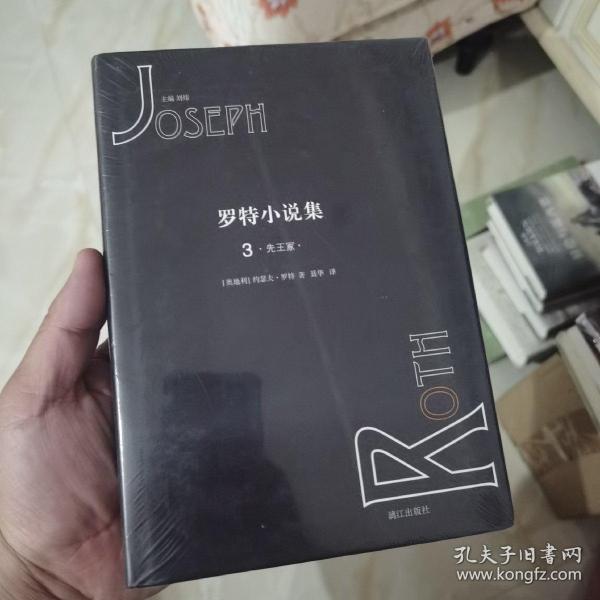 主编 刘炜
JOSEPH
罗特小说集
3·先王冢·
[奥地利] 约瑟夫·罗特 著 聂华 译
ROTH
漓江出版社
孔夫子旧书网
www.kongfz.com